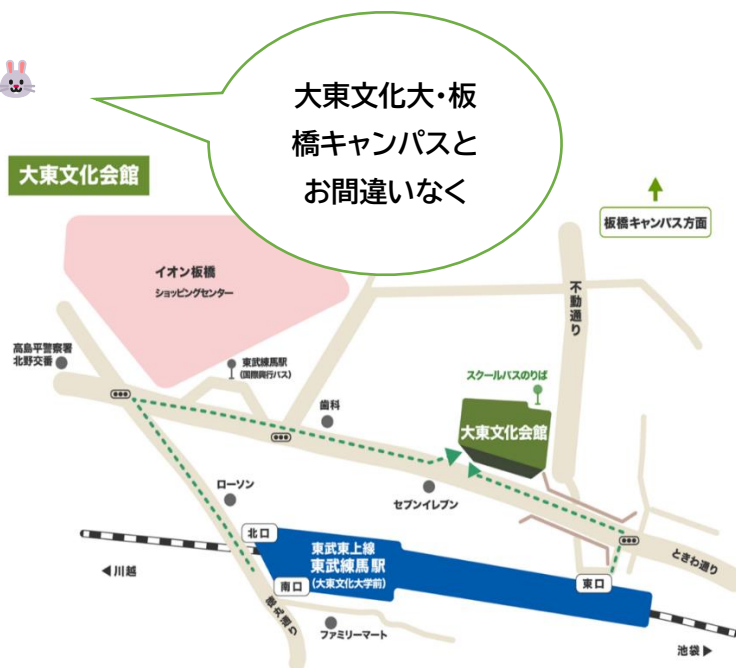 大東文化大・板
橋キャンパスと
お間違いなく
大東文化会館
板橋キャンパス方面
イオン板橋
ショッピングセンター
不動通り
高島平警察署
北野交番
東武練馬駅
(国際興行バス)
スクールバスのりば
歯科
大東文化会館
ローソン
セブンイレブン
北口
東武東上線
東武練馬駅
(大東文化大学前)
ときわ通り
◀川越
南口
東口
ファミリーマート
池袋▶